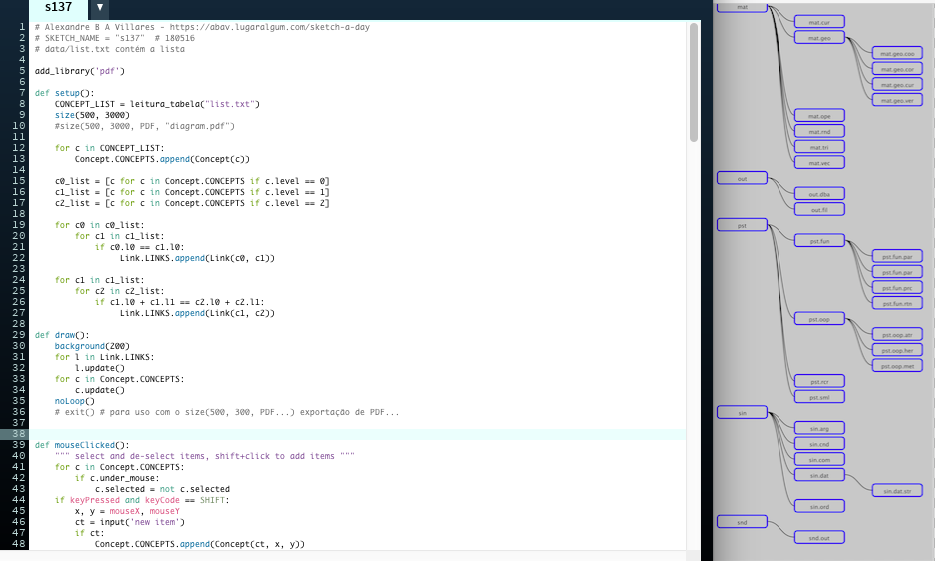 s137 ▼
1 # Alexandre B A Villares - https://abav.lugaralgum.com/sketch-a-day
2 # SKETCH_NAME = "s137"  # 180516
3 # data/list.txt contém a lista
4
5 add_library('pdf')
6
7 def setup():
8     CONCEPT_LIST = leitura_tabela("list.txt")
9     size(500, 3000)
10     #size(500, 3000, PDF, "diagram.pdf")
11
12     for c in CONCEPT_LIST:
13         Concept.CONCEPTS.append(Concept(c))
14
15     c0_list = [c for c in Concept.CONCEPTS if c.level == 0]
16     c1_list = [c for c in Concept.CONCEPTS if c.level == 1]
17     c2_list = [c for c in Concept.CONCEPTS if c.level == 2]
18
19     for c0 in c0_list:
20         for c1 in c1_list:
21             if c0.l0 == c1.l0:
22                 Link.LINKS.append(Link(c0, c1))
23
24     for c1 in c1_list:
25         for c2 in c2_list:
26             if c1.l0 + c1.l1 == c2.l0 + c2.l1:
27                 Link.LINKS.append(Link(c1, c2))
28
29 def draw():
30     background(200)
31     for l in Link.LINKS:
32         l.update()
33     for c in Concept.CONCEPTS:
34         c.update()
35     noLoop()
36     # exit() # para uso com o size(500, 300, PDF...) exportação de PDF...
37
38
39 def mouseClicked():
40     """ select and de-select items, shift+click to add items """
41     for c in Concept.CONCEPTS:
42         if c.under_mouse:
43             c.selected = not c.selected
44     if keyPressed and keyCode == SHIFT:
45         x, y = mouseX, mouseY
46         ct = input('new item')
47         if ct:
48             Concept.CONCEPTS.append(Concept(ct, x, y))
mat
mat.cur
mat.geo
mat.geo.coo
mat.geo.cor
mat.geo.cur
mat.geo.ver
mat.ope
mat.rnd
mat.tri
mat.vec
out
out.dba
out.fil
pst
pst.fun
pst.fun.par
pst.fun.par
pst.fun.prc
pst.fun.rtn
pst.oop
pst.oop.atr
pst.oop.her
pst.oop.met
pst.rcr
pst.sml
sin
sin.arg
sin.cnd
sin.com
sin.dat
sin.dat.str
sin.ord
snd
snd.out